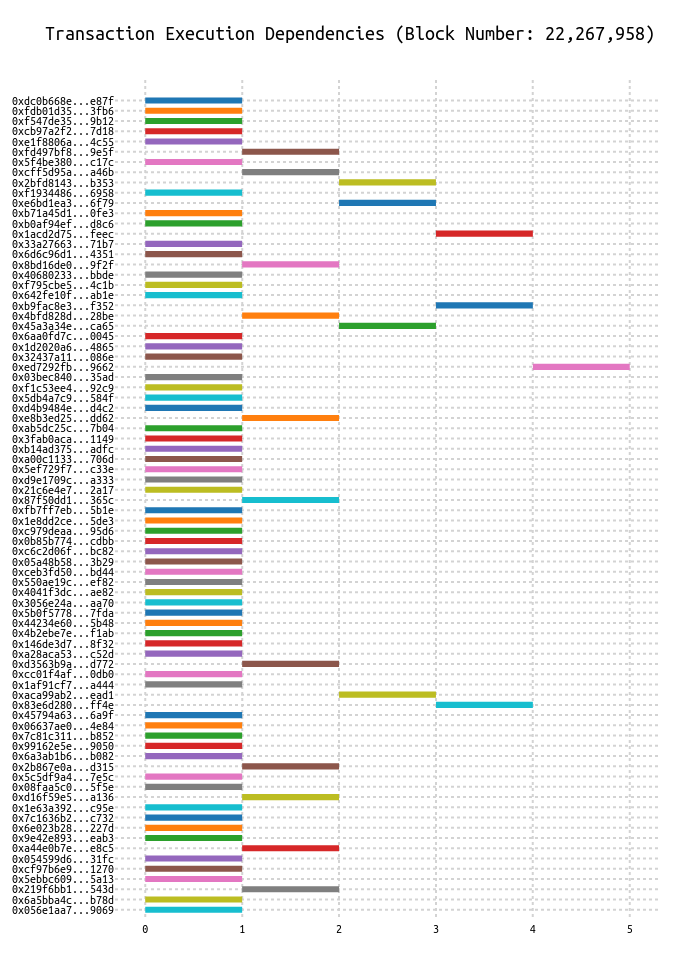 Transaction Execution Dependencies (Block Number: 22,267,958)
0xdc0b668e...e87f
0xfdb01d35...3fb6
0xf547de35...9b12
0xcb97a2f2...7d18
0xe1f8806a...4c55
0xfd497bf8...9e5f
0x5f4be380...c17c
0xcff5d95a...a46b
0x2bfd8143...b353
0xf1934486...6958
0xe6bd1ea3...6f79
0xb71a45d1...0fe3
0xb0af94ef...d8c6
0x1acd2d75...feec
0x33a27663...71b7
0x6d6c96d1...4351
0x8bd16de0...9f2f
0x40680233...bbde
0xf795cbe5...4c1b
0x642fe10f...ab1e
0xb9fac8e3...f352
0x4bfd828d...28be
0x45a3a34e...ca65
0x6aa0fd7c...0045
0x1d2020a6...4865
0x32437a11...086e
0xed7292fb...9662
0x03bec840...35ad
0xf1c53ee4...92c9
0x5db4a7c9...584f
0xd4b9484e...d4c2
0xe8b3ed25...dd62
0xab5dc25c...7b04
0x3fab0aca...1149
0xb14ad375...adfc
0xa00c1133...706d
0x5ef729f7...c33e
0xd9e1709c...a333
0x21c6e4e7...2a17
0x87f50dd1...365c
0xfb7ff7eb...5b1e
0x1e8dd2ce...5de3
0xc979deaa...95d6
0x0b85b774...cdbb
0xc6c2d06f...bc82
0x05a48b58...3b29
0xceb3fd50...bd44
0x550ae19c...ef82
0x4041f3dc...ae82
0x3056e24a...aa70
0x5b0f5778...7fda
0x44234e60...5b48
0x4b2ebe7e...f1ab
0x146de3d7...8f32
0xa28aca53...c52d
0xd3563b9a...d772
0xcc01f4af...0db0
0x1af91cf7...a444
0xaca99ab2...ead1
0x83e6d280...ff4e
0x45794a63...6a9f
0x06637ae0...4e84
0x7c81c311...b852
0x99162e5e...9050
0x6a3ab1b6...b082
0x2b867e0a...d315
0x5c5df9a4...7e5c
0x08faa5c0...5f5e
0xd16f59e5...a136
0x1e63a392...c95e
0x7c1636b2...c732
0x6e023b28...227d
0x9e42e893...eab3
0xa44e0b7e...e8c5
0x054599d6...31fc
0xcf97b6e9...1270
0x5ebbc609...5a13
0x219f6bb1...543d
0x6a5bba4c...b78d
0x056e1aa7...9069
0 1 2 3 4 5